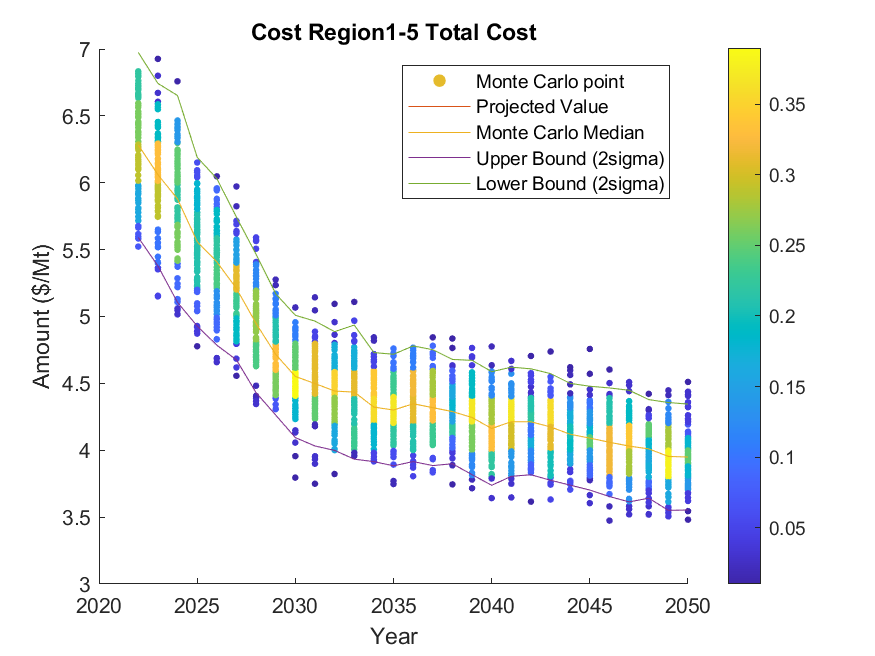 Cost Region1-5 Total Cost
Monte Carlo point
Projected Value
Monte Carlo Median
Upper Bound (2sigma)
Lower Bound (2sigma)
Amount ($/Mt)
7
6.5
6
5.5
5
4.5
4
3.5
3
2020
2025
2030
2035
2040
2045
2050
Year
0.35
0.3
0.25
0.2
0.15
0.1
0.05